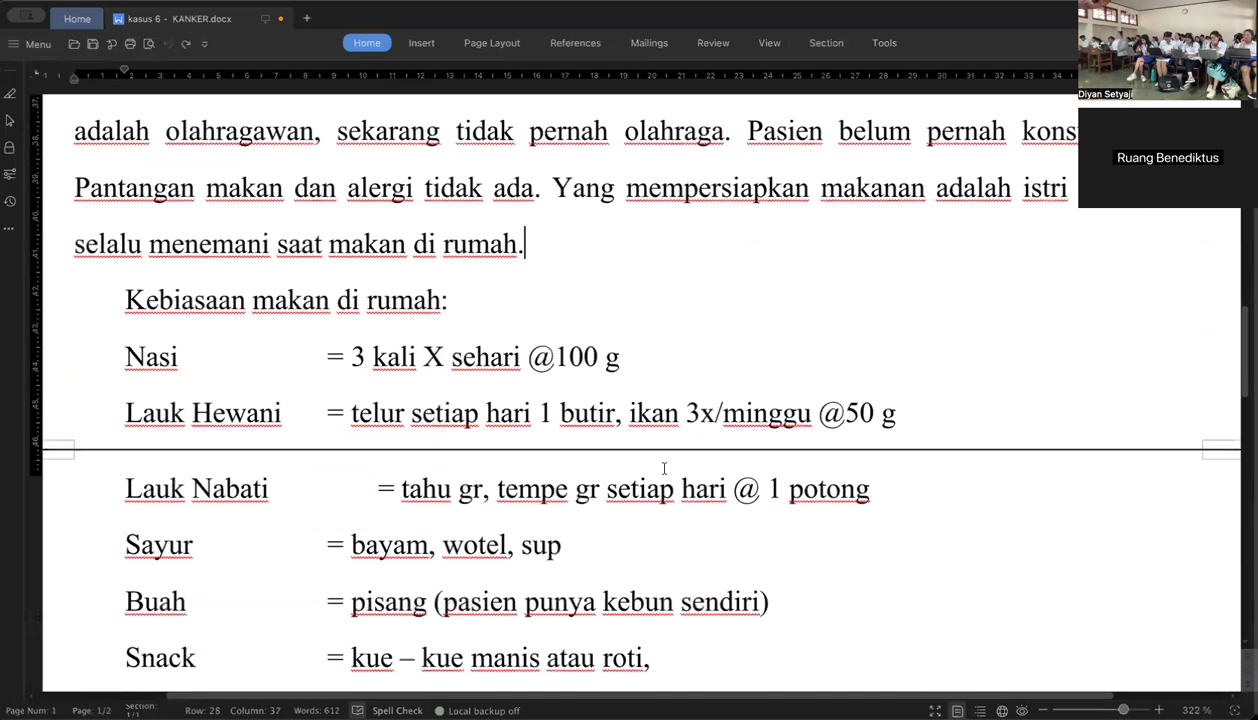 Home
kasus 6 - KANKER.docx
Menu
Home Insert Page Layout References Mailings Review View Section Tools
Diyan Setyaji
Ruang Benediktus
adalah olahragawan, sekarang tidak pernah olahraga. Pasien belum pernah
Pantangan makan dan alergi tidak ada. Yang mempersiapkan makanan adalah istri
selalu menemani saat makan di rumah.
Kebiasaan makan di rumah:
Nasi = 3 kali X sehari @100 g
Lauk Hewani = telur setiap hari 1 butir, ikan 3x/minggu @50 g
Lauk Nabati = tahu gr, tempe gr setiap hari @ 1 potong
Sayur = bayam, wotel, sup
Buah = pisang (pasien punya kebun sendiri)
Snack = kue – kue manis atau roti,
Page Num: 1 Page: 1/2 Section: 1/1 Row: 28 Column: 37 Words: 612 Spell Check Local backup off 322 %